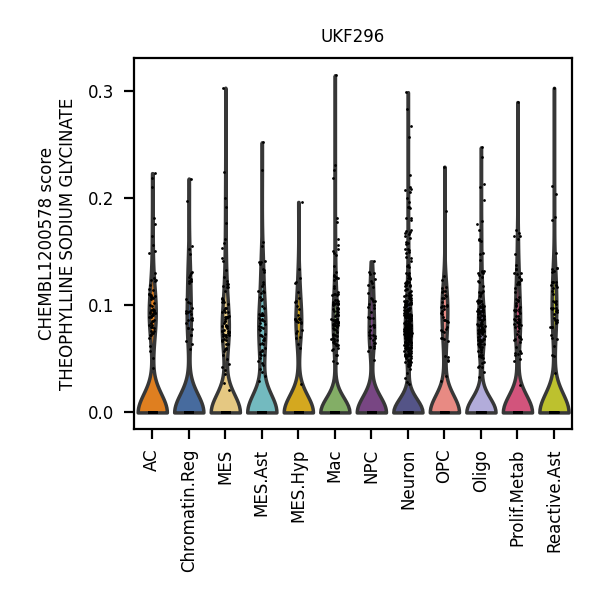 UKF296
CHEMBL1200578 score
THEOPHYLLINE SODIUM GLYCINATE
0.3
0.2
0.1
0.0
AC
Chromatin.Reg
MES
MES.Ast
MES.Hyp
Mac
NPC
Neuron
OPC
Oligo
Prolif.Metab
Reactive.Ast